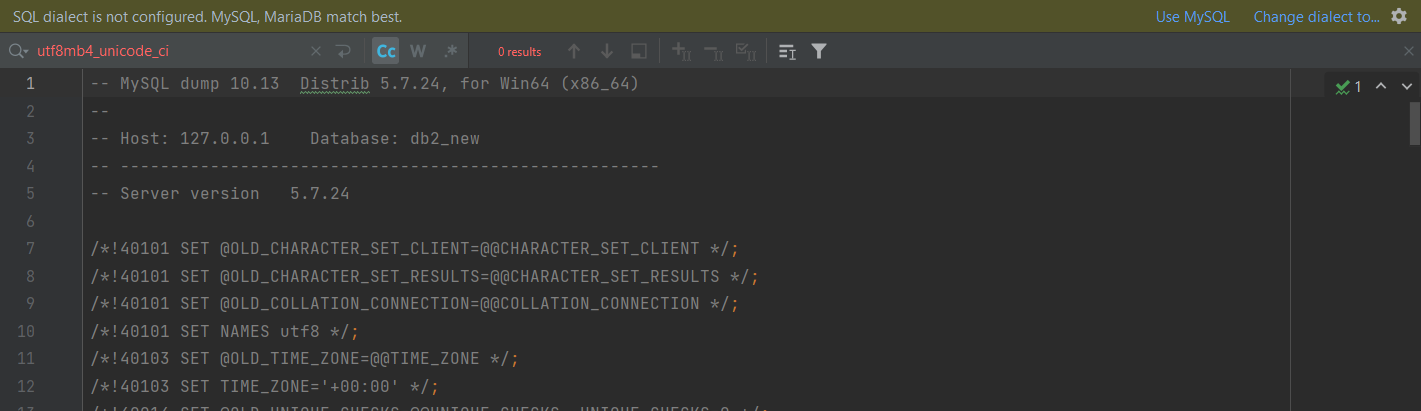 SQL dialect is not configured. MySQL, MariaDB match best. Use MySQL Change dialect to...
utf8mb4_unicode_ci Cc W .* 0 results
1 -- MySQL dump 10.13  Distrib 5.7.24, for Win64 (x86_64) 1
2 --
3 -- Host: 127.0.0.1    Database: db2_new
4 -- ------------------------------------------------------
5 -- Server version   5.7.24
6
7 /*!40101 SET @OLD_CHARACTER_SET_CLIENT=@@CHARACTER_SET_CLIENT */;
8 /*!40101 SET @OLD_CHARACTER_SET_RESULTS=@@CHARACTER_SET_RESULTS */;
9 /*!40101 SET @OLD_COLLATION_CONNECTION=@@COLLATION_CONNECTION */;
10 /*!40101 SET NAMES utf8 */;
11 /*!40103 SET @OLD_TIME_ZONE=@@TIME_ZONE */;
12 /*!40103 SET TIME_ZONE='+00:00' */;